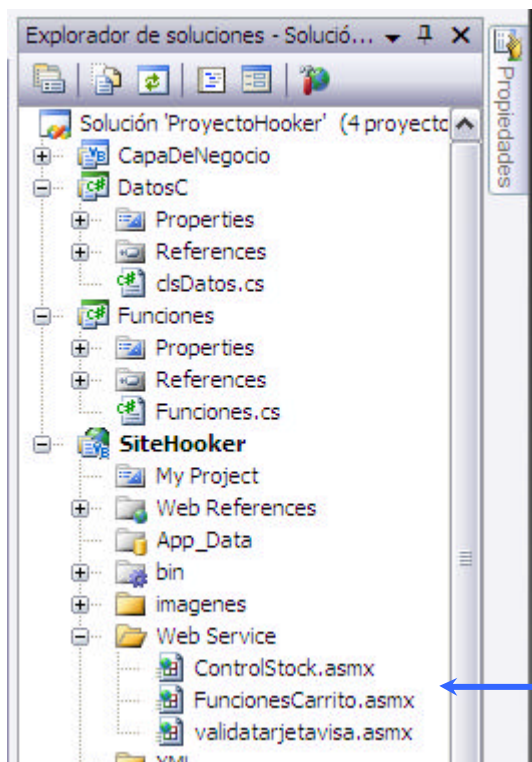 Explorador de soluciones - Solució...
Propiedades
Solución 'ProyectoHooker' (4 proyecto
CapaDeNegocio
DatosC
Properties
References
clsDatos.cs
Funciones
Properties
References
Funciones.cs
SiteHooker
My Project
Web References
App_Data
bin
imagenes
Web Service
ControlStock.asmx
FuncionesCarrito.asmx
validatarjetavisa.asmx
XML